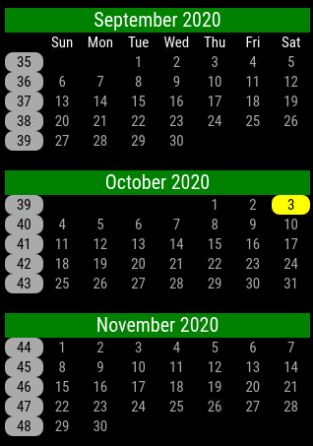 September 2020
Sun Mon Tue Wed Thu Fri Sat
35 1 2 3 4 5
36 6 7 8 9 10 11 12
37 13 14 15 16 17 18 19
38 20 21 22 23 24 25 26
39 27 28 29 30
October 2020
39 1 2 3
40 4 5 6 7 8 9 10
41 11 12 13 14 15 16 17
42 18 19 20 21 22 23 24
43 25 26 27 28 29 30 31
November 2020
44 1 2 3 4 5 6 7
45 8 9 10 11 12 13 14
46 15 16 17 18 19 20 21
47 22 23 24 25 26 27 28
48 29 30